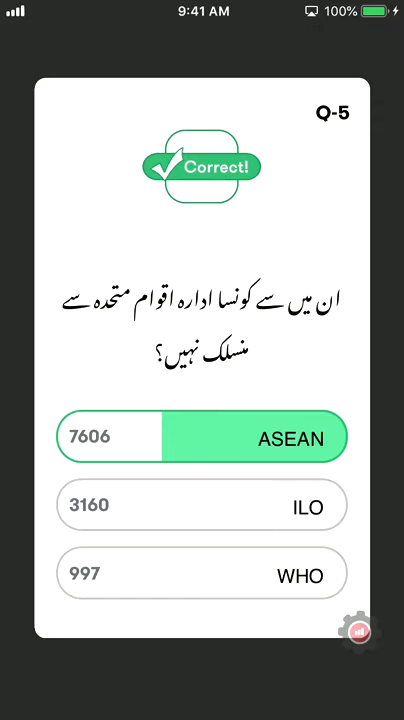 9:41 AM
100%
Q-5
Correct!
ان میں سے کونسا ادارہ اقوام متحدہ سے
منسلک نہیں؟
7606 ASEAN
3160 ILO
997 WHO